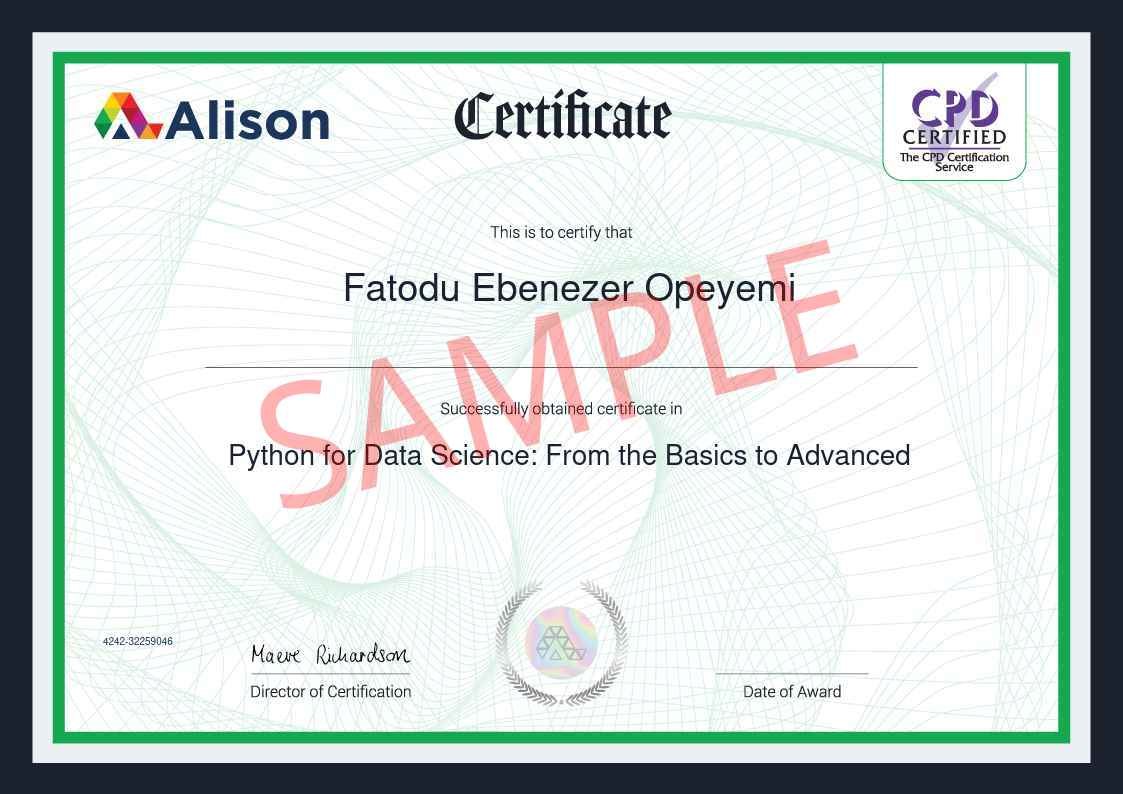 Alison
Certificate
CPD
CERTIFIED
The CPD Certification
Service
This is to certify that
Fatodu Ebenezer Opeyemi
SAMPLE
Successfully obtained certificate in
Python for Data Science: From the Basics to Advanced
4242-32259046
Maeve Richardson
Director of Certification
Date of Award